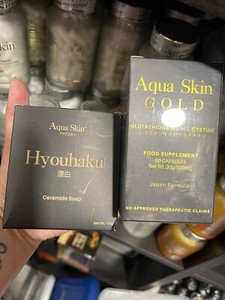 Aqua Skin
Hyouhaku
漂白
Ceramide Soap
Aqua Skin
GOLD
GLUTATHIONE WITH L-CYSTINE
FOOD SUPPLEMENT
60 CAPSULES
Japan Formula
NO APPROVED THERAPEUTIC CLAIMS